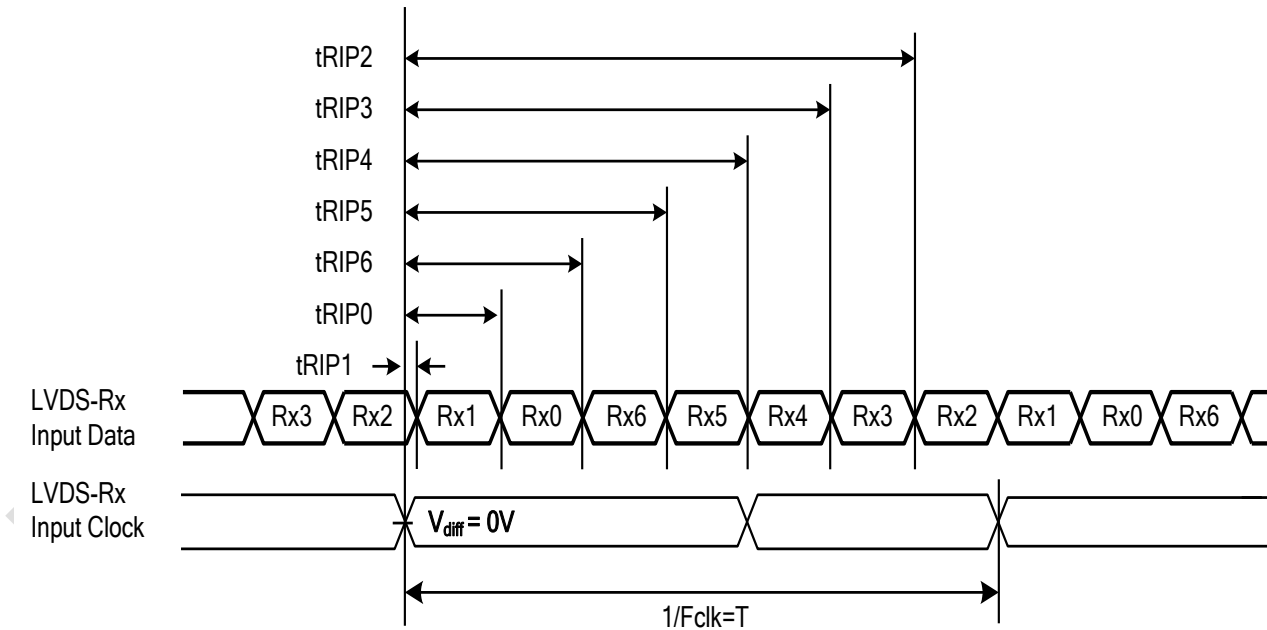 tRIP2
tRIP3
tRIP4
tRIP5
tRIP6
tRIP0
tRIP1
LVDS-Rx
Input Data
Rx3 Rx2 Rx1 Rx0 Rx6 Rx5 Rx4 Rx3 Rx2 Rx1 Rx0 Rx6
LVDS-Rx
Input Clock
Vdiff = 0V
1/Fclk=T